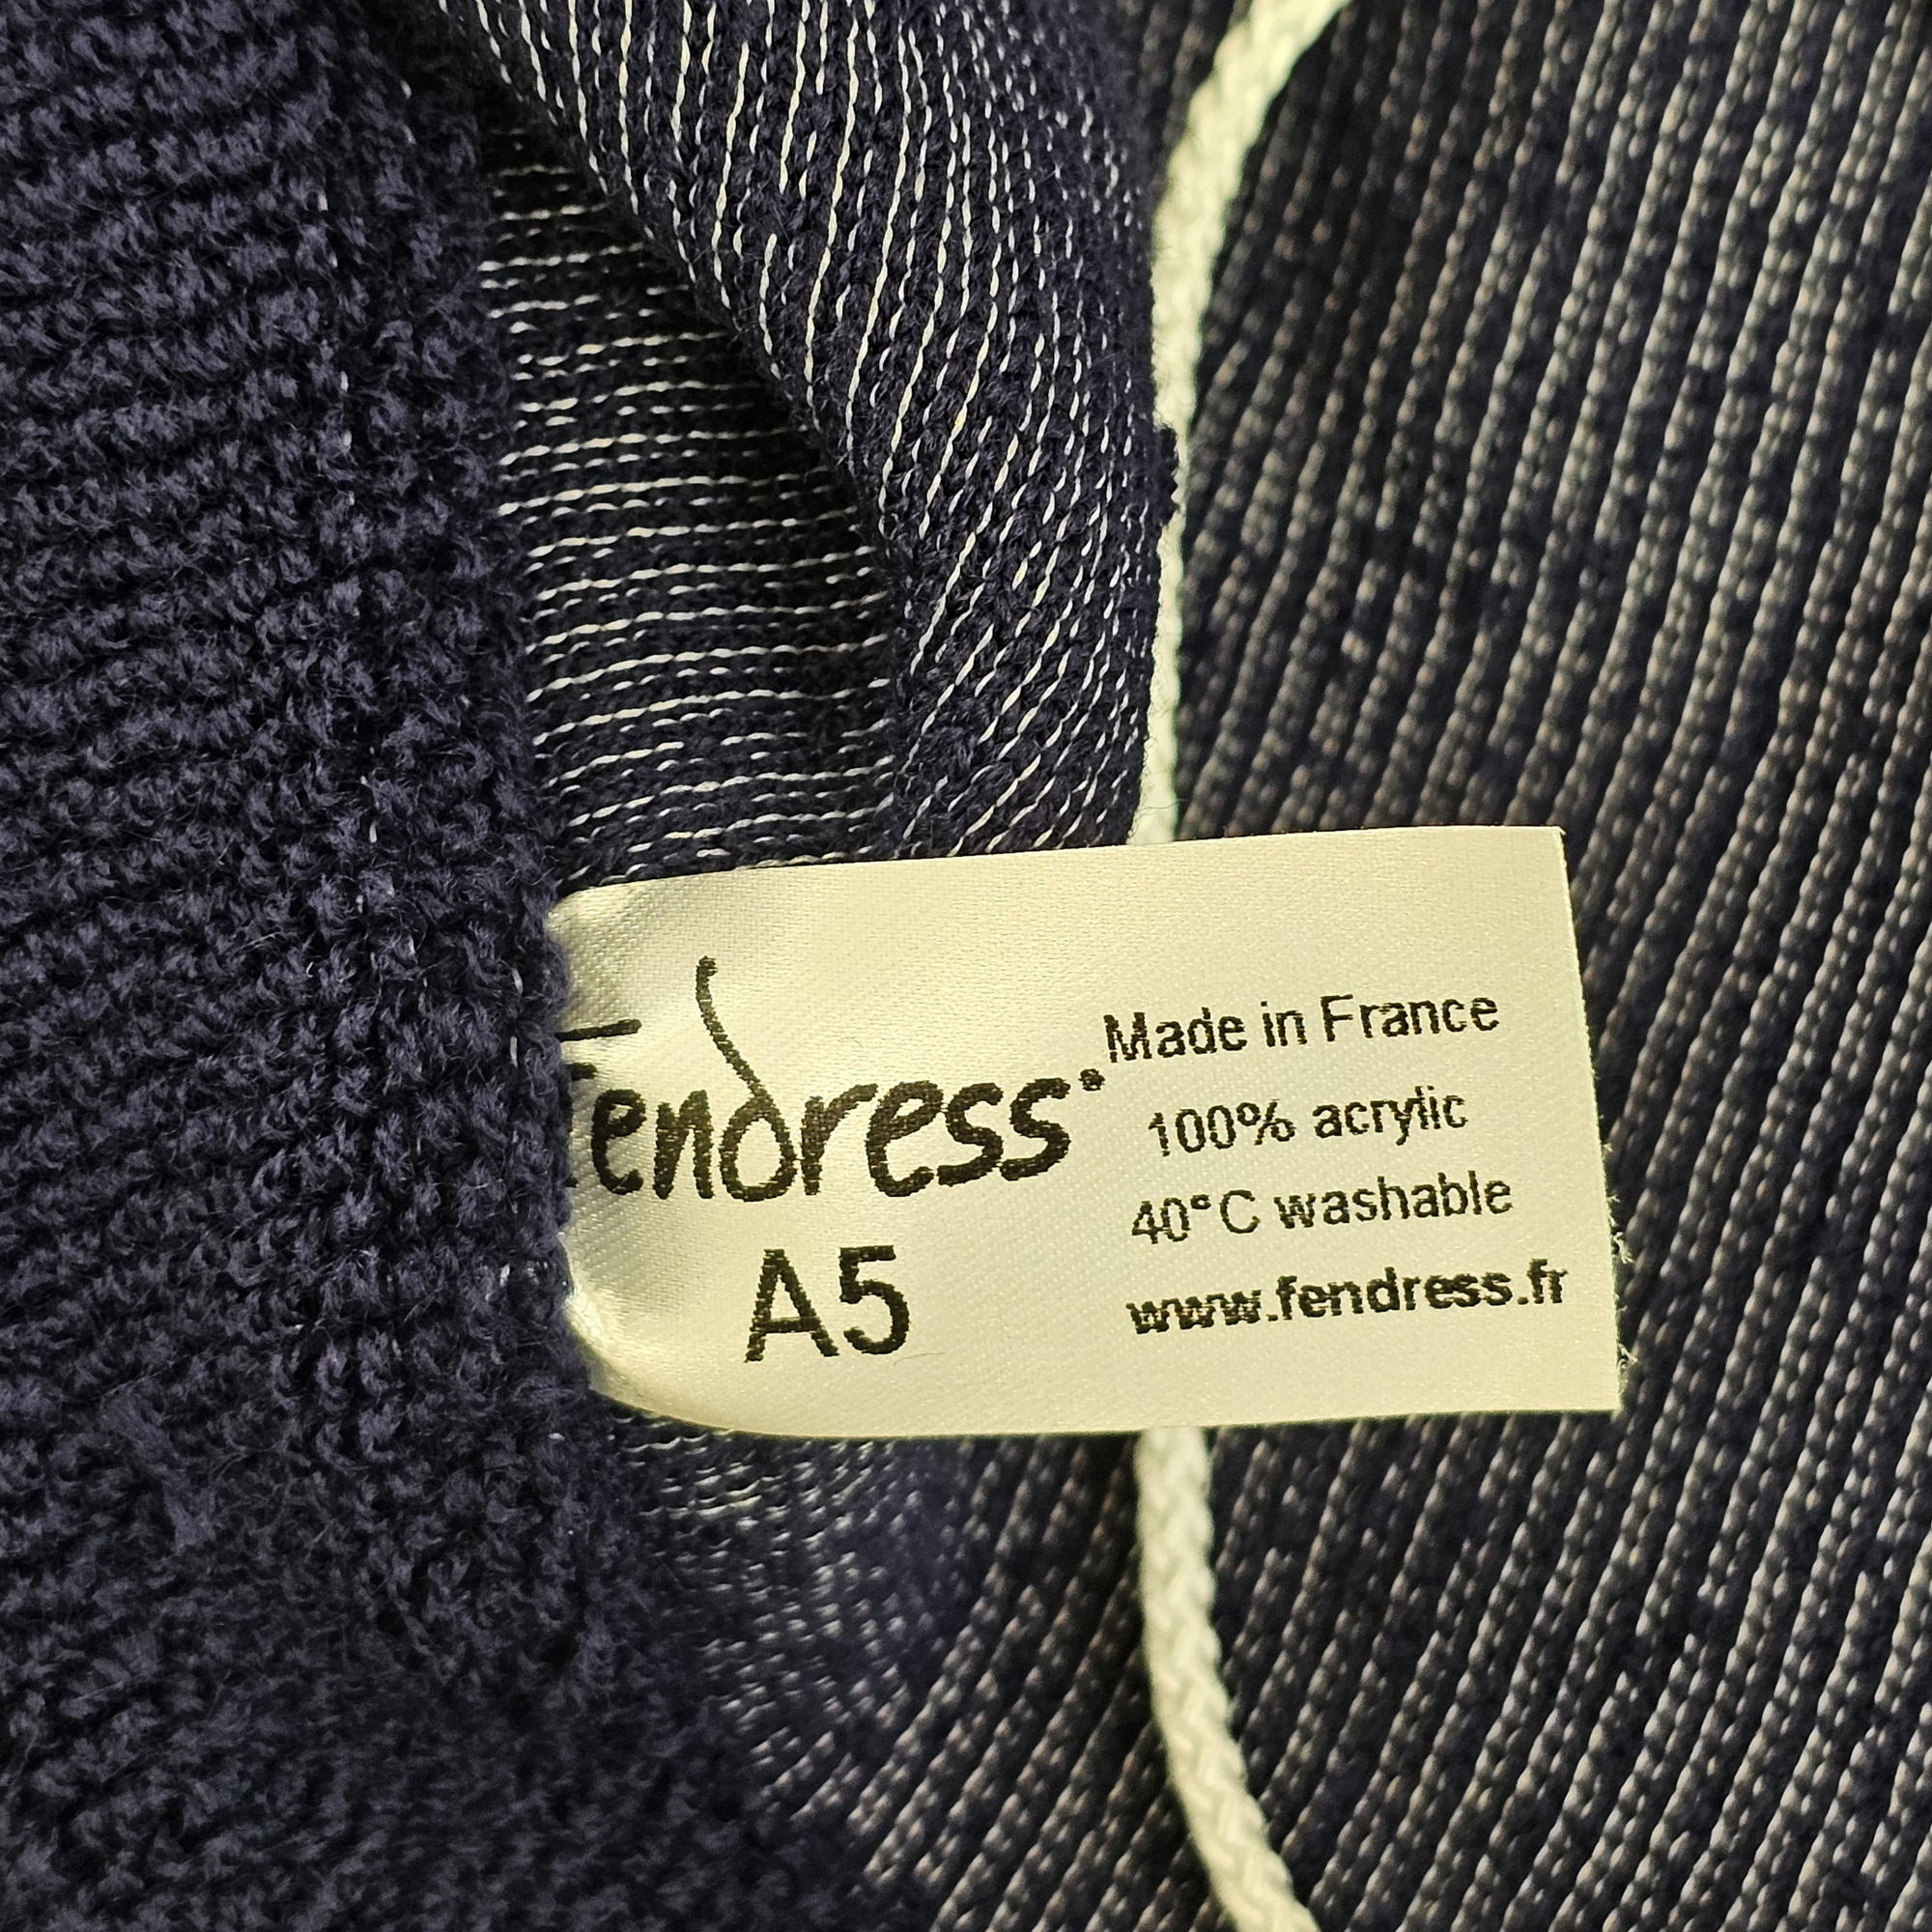 Fendress
A5
Made in France
100% acrylic
40°C washable
www.fendress.fr